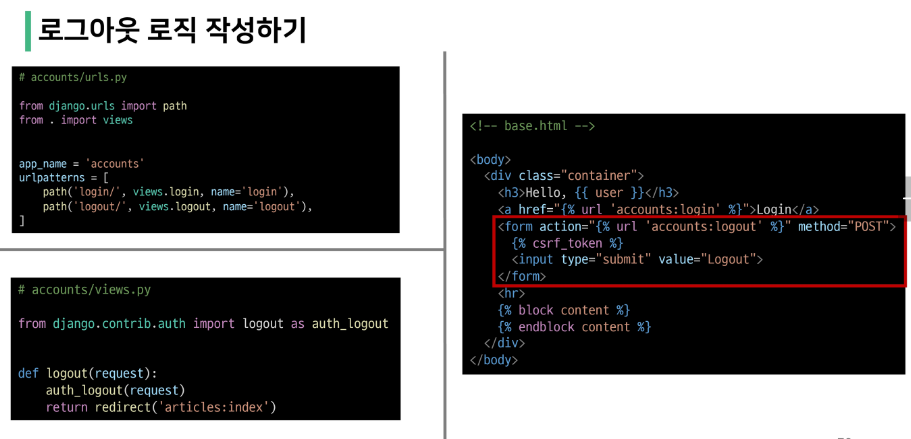 로그아웃 로직 작성하기
# accounts/urls.py
from django.urls import path
from . import views
app_name = 'accounts'
urlpatterns = [
    path('login/', views.login, name='login'),
    path('logout/', views.logout, name='logout'),
]
# accounts/views.py
from django.contrib.auth import logout as auth_logout
def logout(request):
    auth_logout(request)
    return redirect('articles:index')
<!-- base.html -->
<body>
  <div class="container">
    <h3>Hello, {{ user }}</h3>
    <a href="{% url 'accounts:login' %}">Login</a>
    <form action="{% url 'accounts:logout' %}" method="POST">
      {% csrf_token %}
      <input type="submit" value="Logout">
    </form>
    <hr>
    {% block content %}
    {% endblock content %}
  </div>
</body>